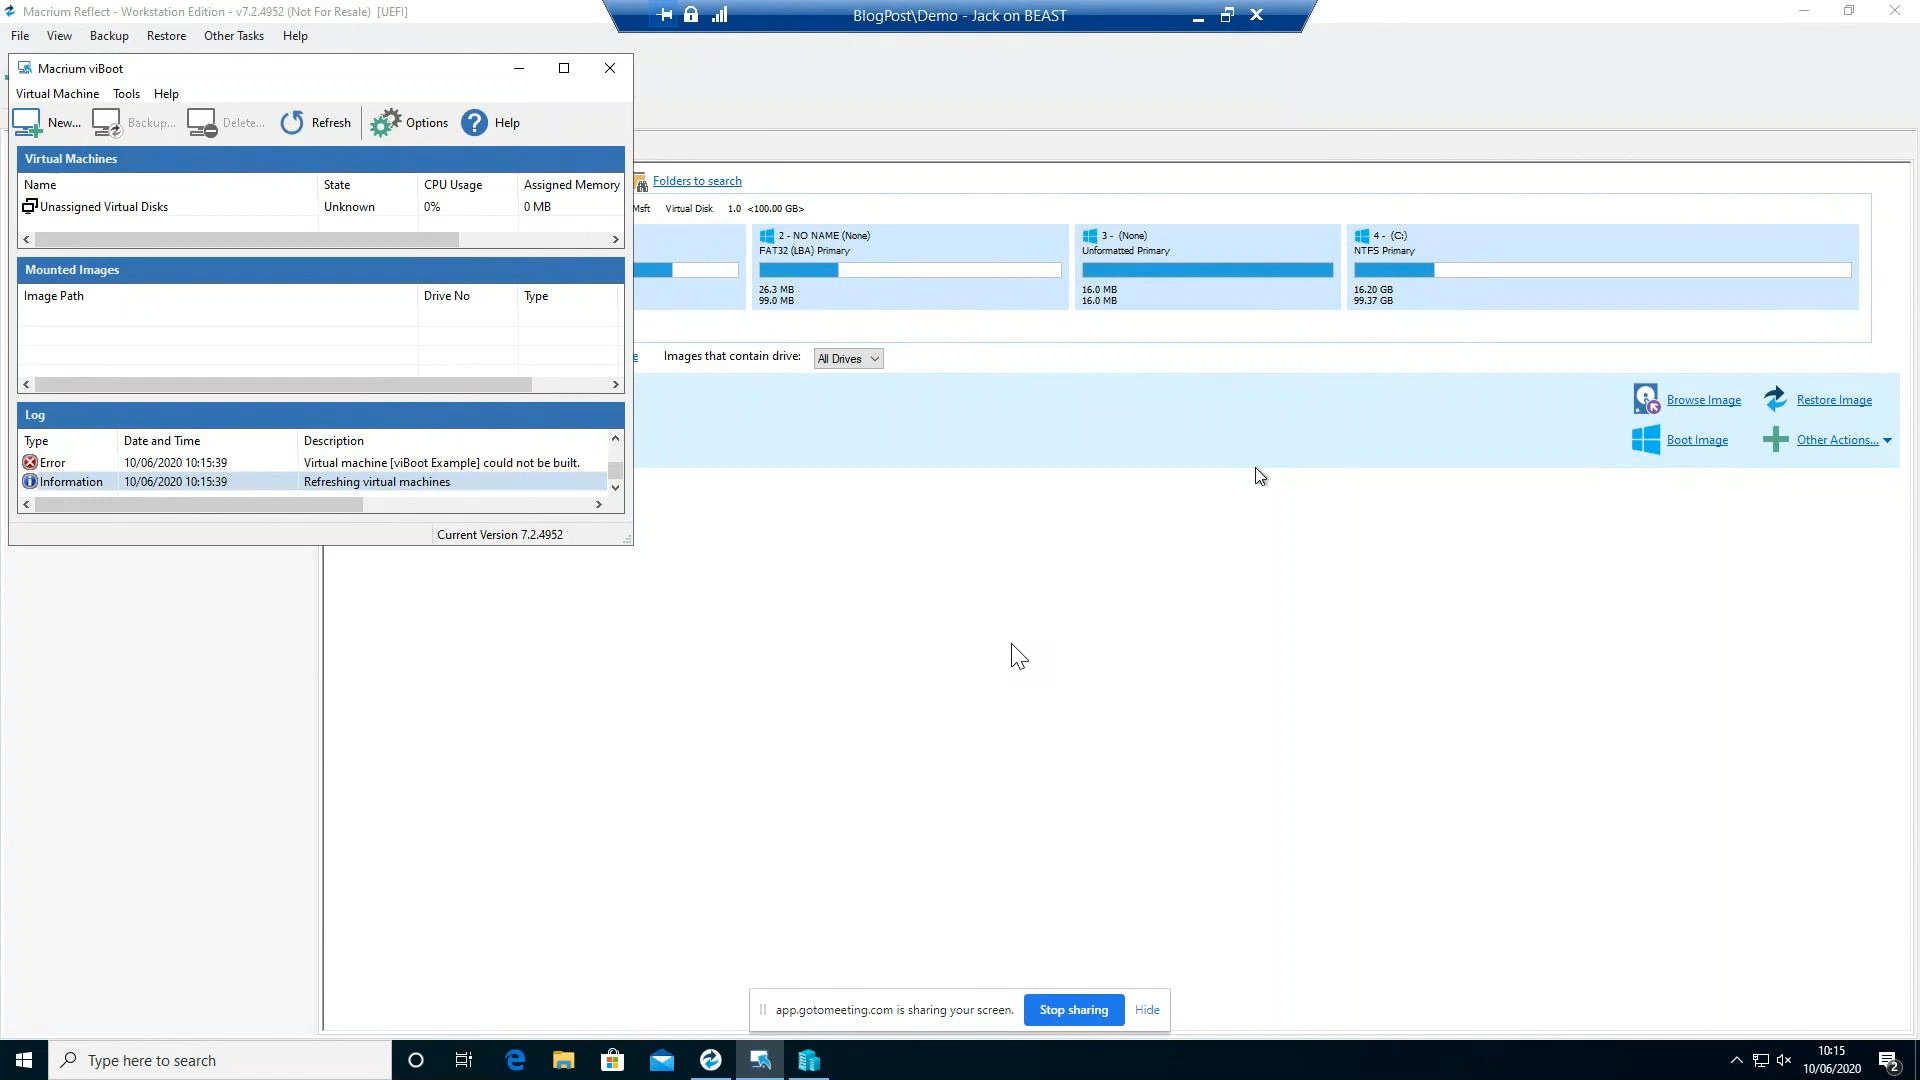 Macrium Reflect - Workstation Edition - v7.2.4952 (Not For Resale) [UEFI]
BlogPost\Demo - Jack on BEAST
File View Backup Restore Other Tasks Help
Macrium viBoot
Virtual Machine Tools Help
New... Backup... Delete... Refresh Options Help
Virtual Machines
Name State CPU Usage Assigned Memory
Unassigned Virtual Disks Unknown 0% 0 MB
Mounted Images
Image Path Drive No Type
Log
Type Date and Time Description
Error 10/06/2020 10:15:39 Virtual machine [viBoot Example] could not be built.
Information 10/06/2020 10:15:39 Refreshing virtual machines
Current Version 7.2.4952
Folders to search
Msft Virtual Disk 1.0 <100.00 GB>
2 - NO NAME (None)
FAT32 (LBA) Primary
26.3 MB
99.0 MB
3 - (None)
Unformatted Primary
16.0 MB
16.0 MB
4 - (C:)
NTFS Primary
16.20 GB
99.37 GB
e Images that contain drive: All Drives
Browse Image Restore Image
Boot Image Other Actions...
app.gotomeeting.com is sharing your screen. Stop sharing Hide
Type here to search
10:15
10/06/2020
2